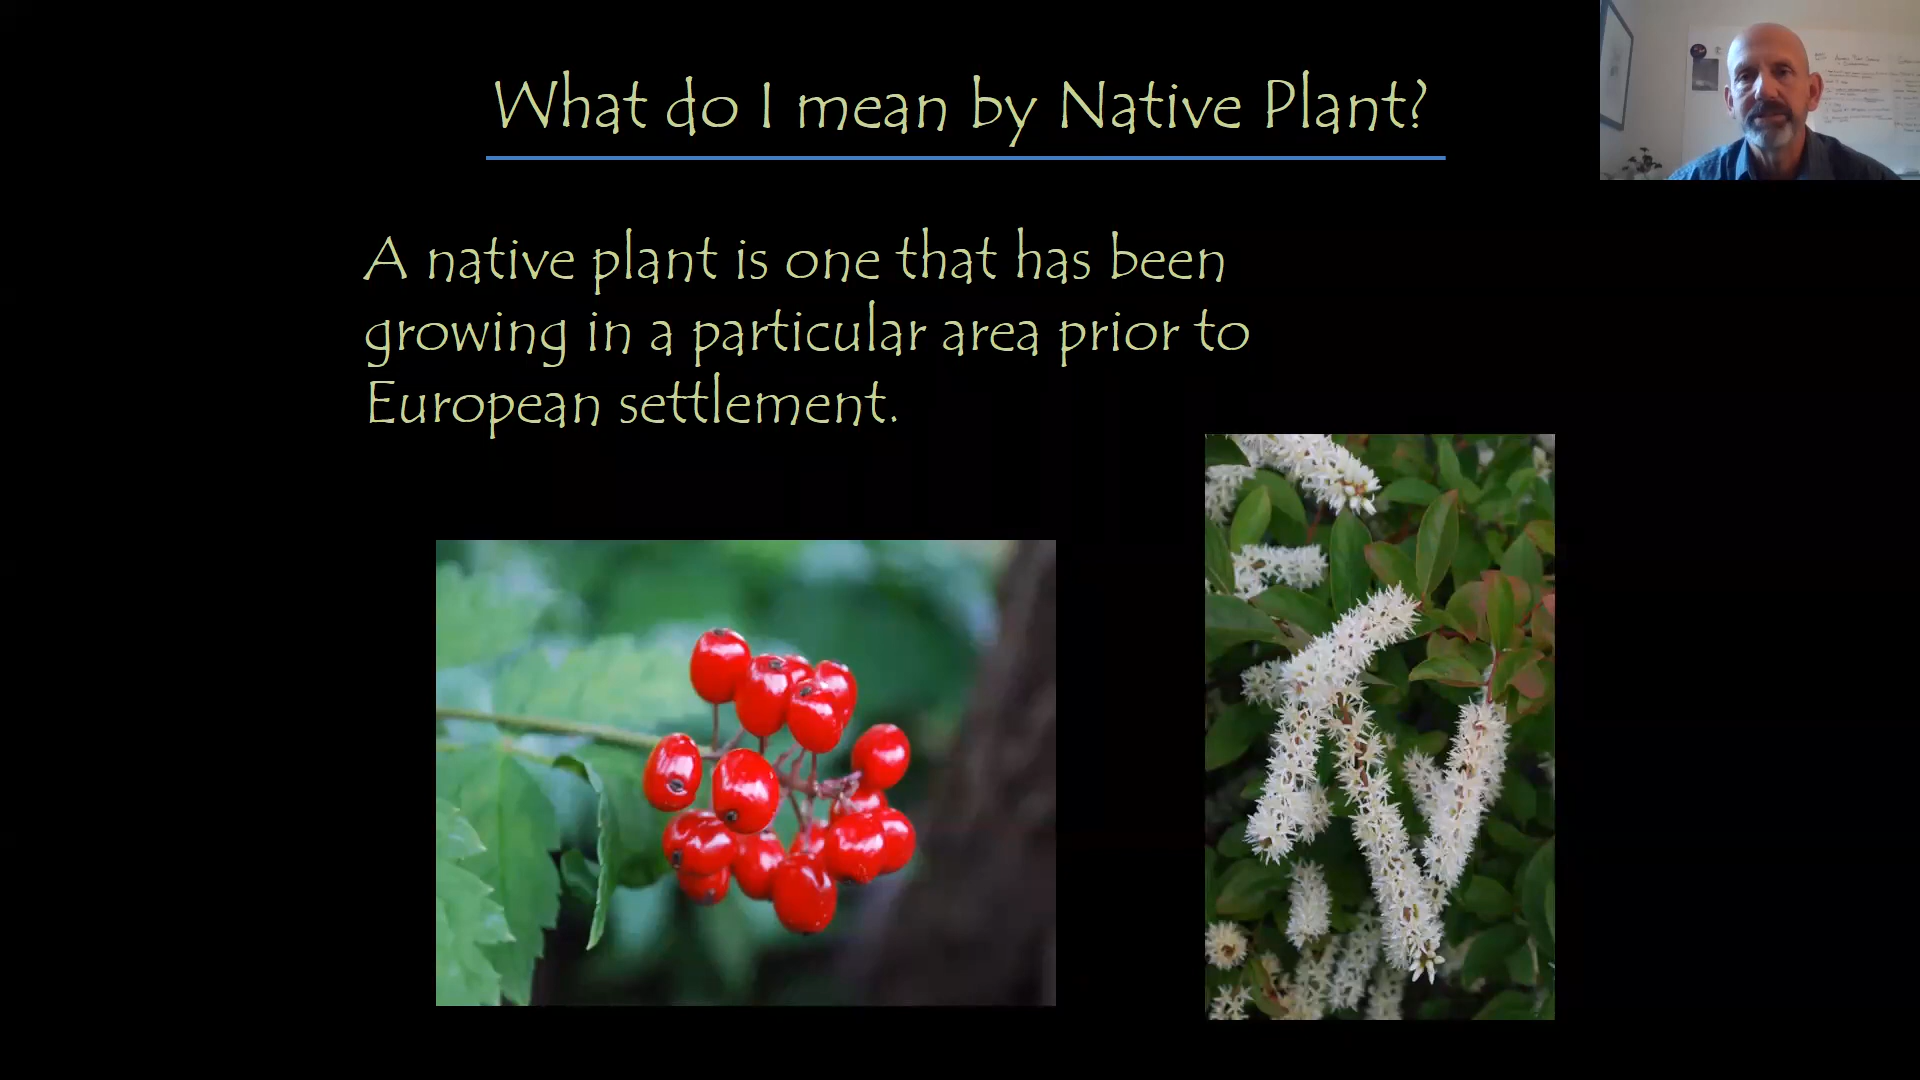 What do I mean by Native Plant?
A native plant is one that has been
growing in a particular area prior to
European settlement.